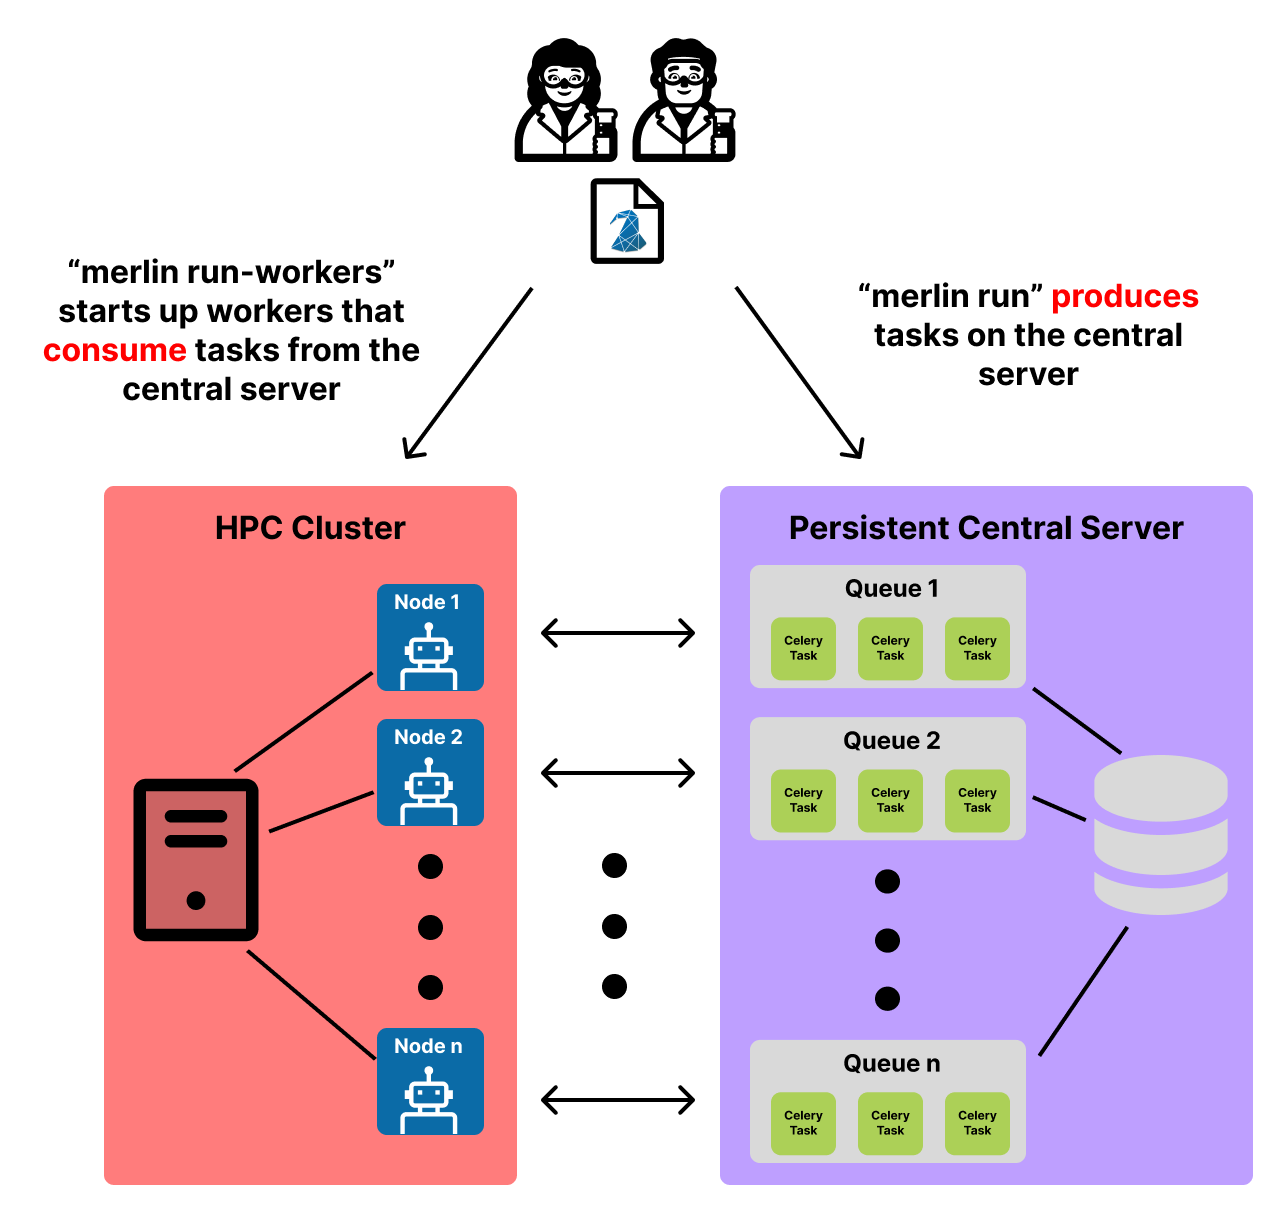 “merlin run-workers”
starts up workers that
consume tasks from the
central server
“merlin run” produces
tasks on the central
server
HPC Cluster
Node 1
Node 2
Node n
Persistent Central Server
Queue 1
Celery
Task
Celery
Task
Celery
Task
Queue 2
Celery
Task
Celery
Task
Celery
Task
Queue n
Celery
Task
Celery
Task
Celery
Task